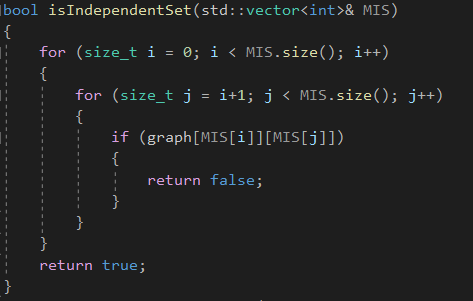 bool isIndependentSet(std::vector<int>& MIS)
{
    for (size_t i = 0; i < MIS.size(); i++)
    {
        for (size_t j = i+1; j < MIS.size(); j++)
        {
            if (graph[MIS[i]][MIS[j]])
            {
                return false;
            }
        }
    }
    return true;
}